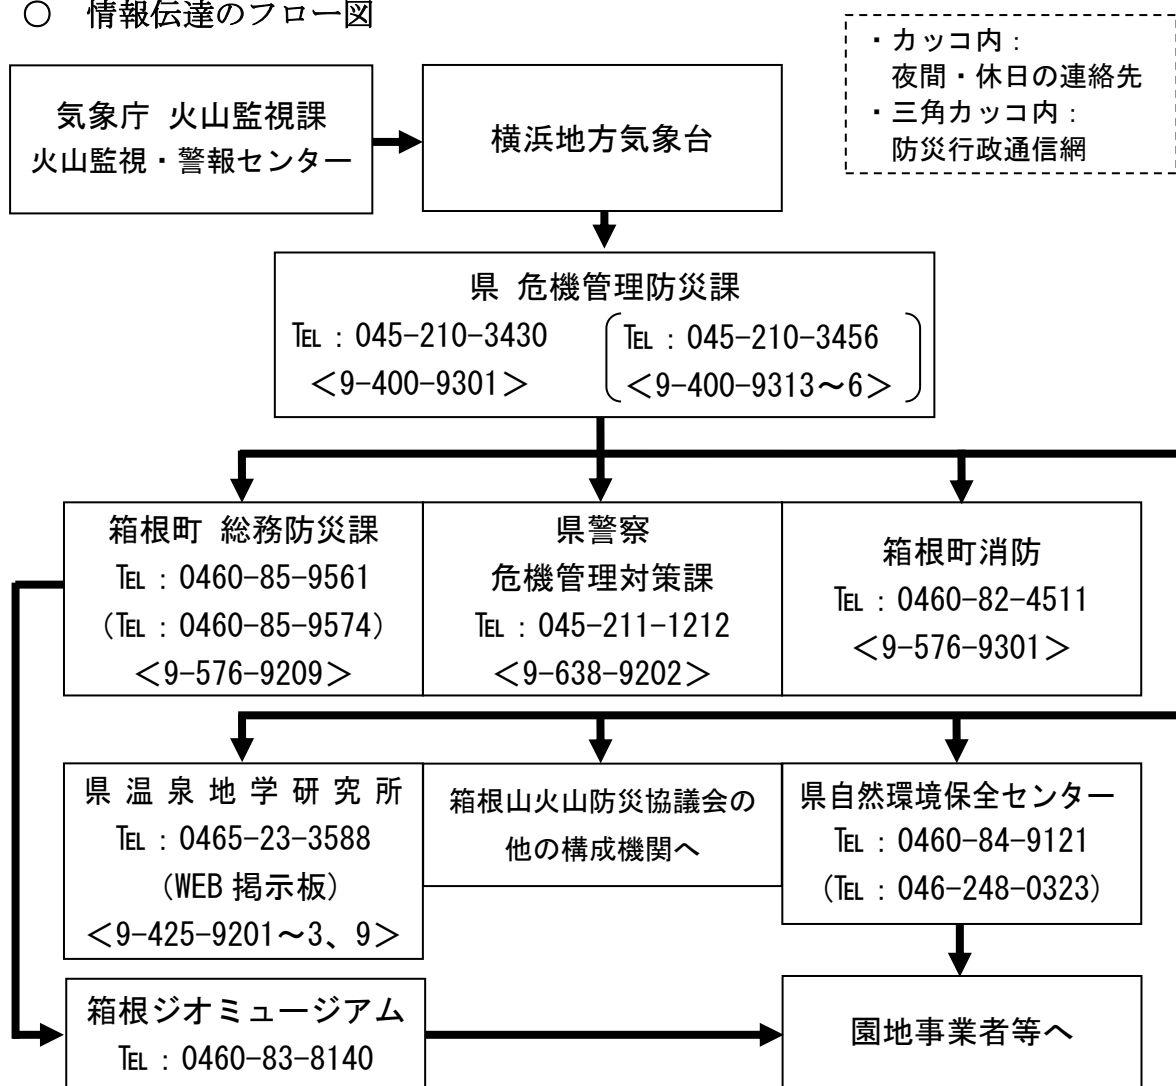 ○ 情報伝達のフロー図
・カッコ内：
夜間・休日の連絡先
・三角カッコ内：
防災行政通信網
気象庁 火山監視課
火山監視・警報センター
横浜地方気象台
県 危機管理防災課
℡：045-210-3430
<9-400-9301>
(℡：045-210-3456
<9-400-9313～6>)
箱根町 総務防災課
℡：0460-85-9561
(℡：0460-85-9574)
<9-576-9209>
県警察
危機管理対策課
℡：045-211-1212
<9-638-9202>
箱根町消防
℡：0460-82-4511
<9-576-9301>
県温泉地学研究所
℡：0465-23-3588
(WEB 掲示板)
<9-425-9201～3、9>
箱根山火山防災協議会の
他の構成機関へ
県自然環境保全センター
℡：0460-84-9121
(℡：046-248-0323)
箱根ジオミュージアム
℡：0460-83-8140
園地事業者等へ